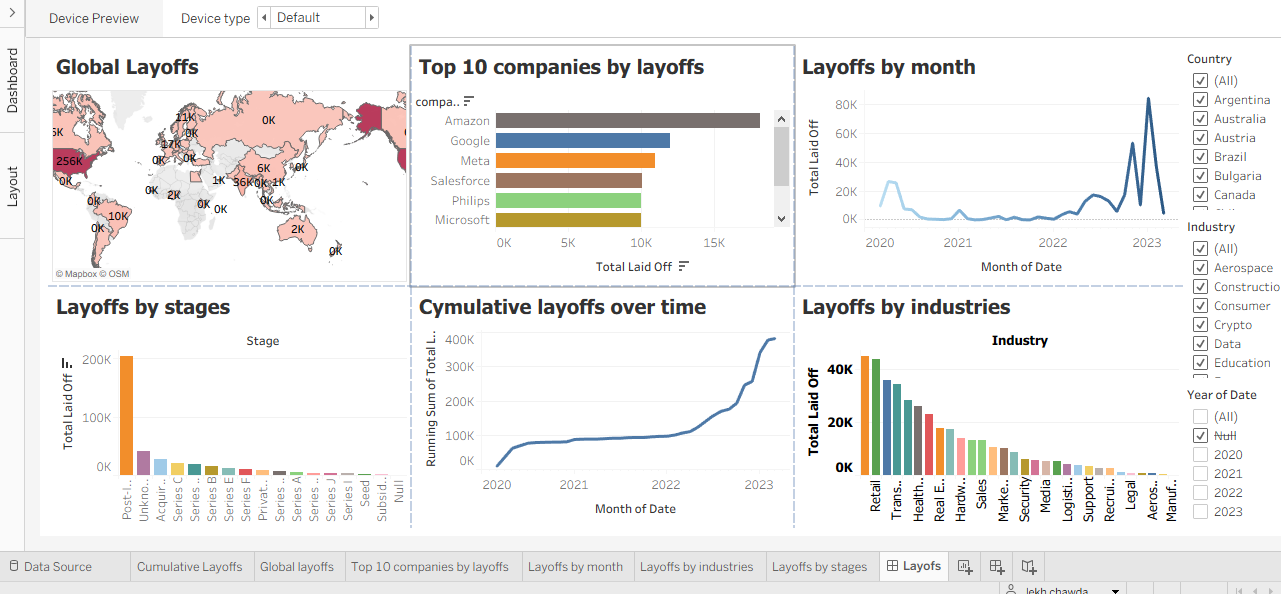 Device Preview
Device type
Default
Dashboard
Layout
Global Layoffs
11K
0K
0K
6K
17K
256K
0K
0K
6K
0K
0K
1K
36K
0K
1K
0K
2K
0K
0K
0K
0K
10K
0K
2K
0K
© Mapbox © OSM
Top 10 companies by layoffs
compa..
Amazon
Google
Meta
Salesforce
Philips
Microsoft
0K 5K 10K 15K
Total Laid Off
Layoffs by month
Total Laid Off
80K
60K
40K
20K
0K
2020 2021 2022 2023
Month of Date
Layoffs by stages
Stage
Total Laid Off
200K
100K
0K
Post-I..
Unkno..
Acquir..
Series C
Series ..
Series B
Series E
Series F
Privat..
Series ..
Series A
Series ..
Series J
Series I
Seed
Subsid..
Null
Cymulative layoffs over time
Running Sum of Total L..
400K
300K
200K
100K
0K
2020 2021 2022 2023
Month of Date
Layoffs by industries
Industry
Total Laid Off
40K
20K
0K
Retail
Trans..
Health..
Real E..
Hardw..
Sales
Marke..
Security
Media
Logisti..
Support
Recrui..
Legal
Aeros..
Manuf..
Country
(All)
Argentina
Australia
Austria
Brazil
Bulgaria
Canada
Industry
(All)
Aerospace
Constructio
Consumer
Crypto
Data
Education
Year of Date
(All)
Null
2020
2021
2022
2023
Data Source
Cumulative Layoffs
Global layoffs
Top 10 companies by layoffs
Layoffs by month
Layoffs by industries
Layoffs by stages
Layofs
lekh chawda